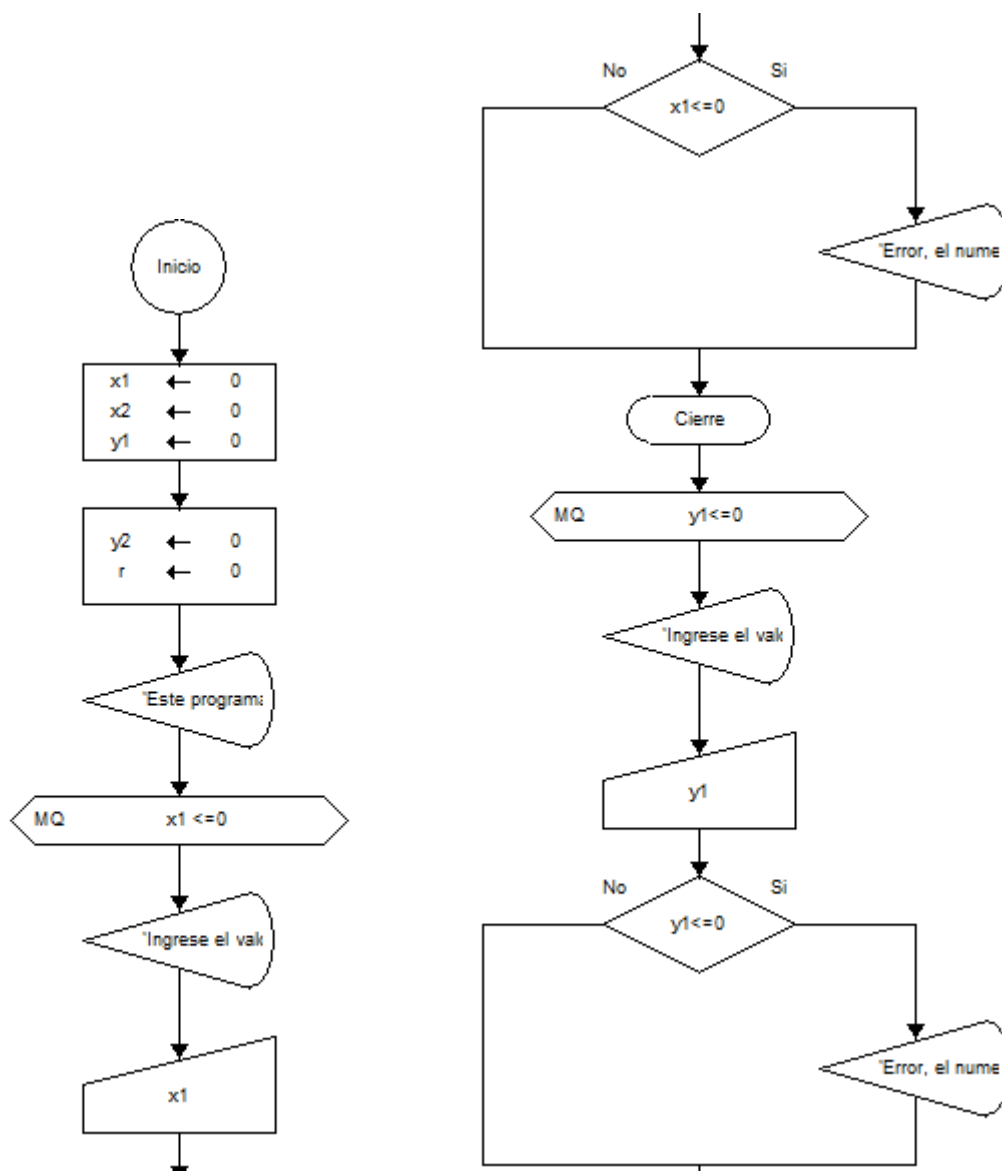 Inicio
x1 ← 0
x2 ← 0
y1 ← 0
y2 ← 0
r ← 0
'Este programa
MQ x1 <=0
'Ingrese el valo
x1
No Si
x1<=0
'Error, el nume
Cierre
MQ y1<=0
'Ingrese el valo
y1
No Si
y1<=0
'Error, el nume